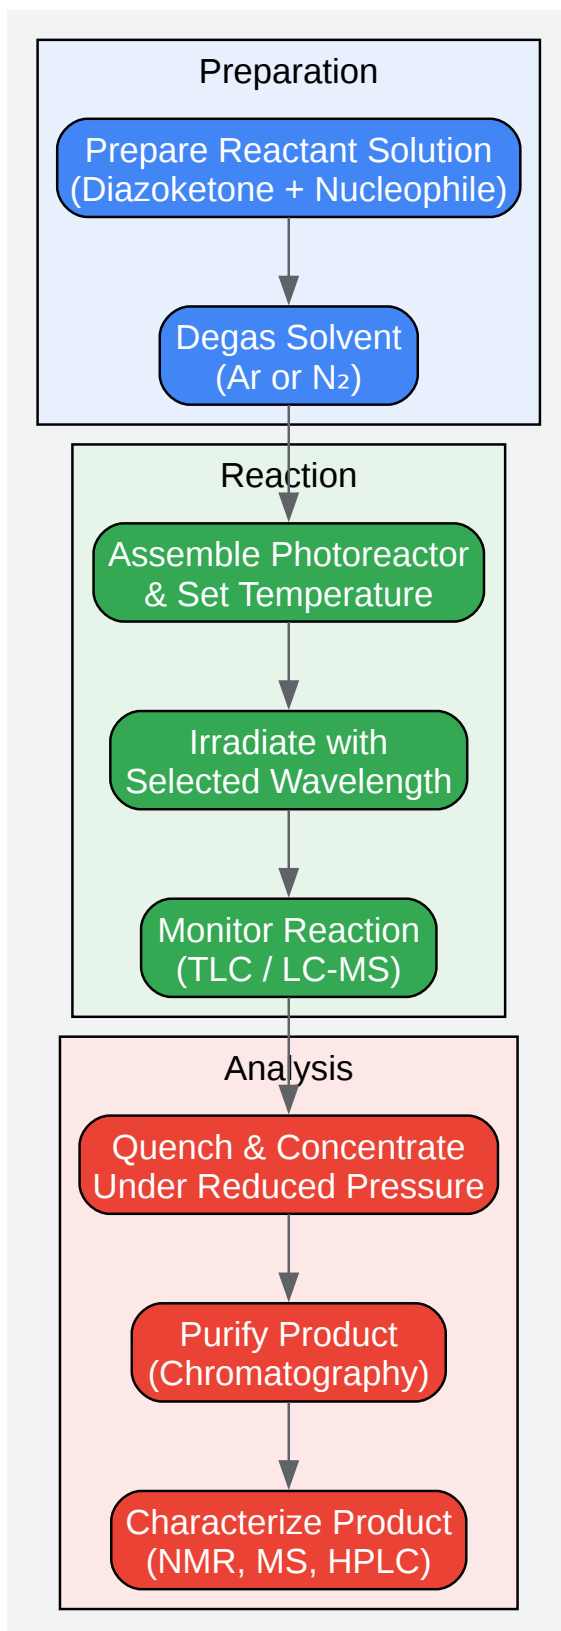 Preparation
Prepare Reactant Solution
(Diazoketone + Nucleophile)
Degas Solvent
(Ar or N₂)
Reaction
Assemble Photoreactor
& Set Temperature
Irradiate with
Selected Wavelength
Monitor Reaction
(TLC / LC-MS)
Analysis
Quench & Concentrate
Under Reduced Pressure
Purify Product
(Chromatography)
Characterize Product
(NMR, MS, HPLC)